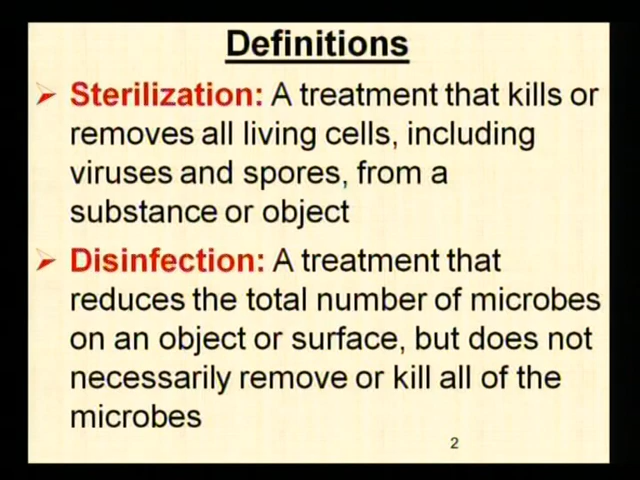 Definitions
Sterilization: A treatment that kills or
removes all living cells, including
viruses and spores, from a
substance or object
Disinfection: A treatment that
reduces the total number of microbes
on an object or surface, but does not
necessarily remove or kill all of the
microbes
2